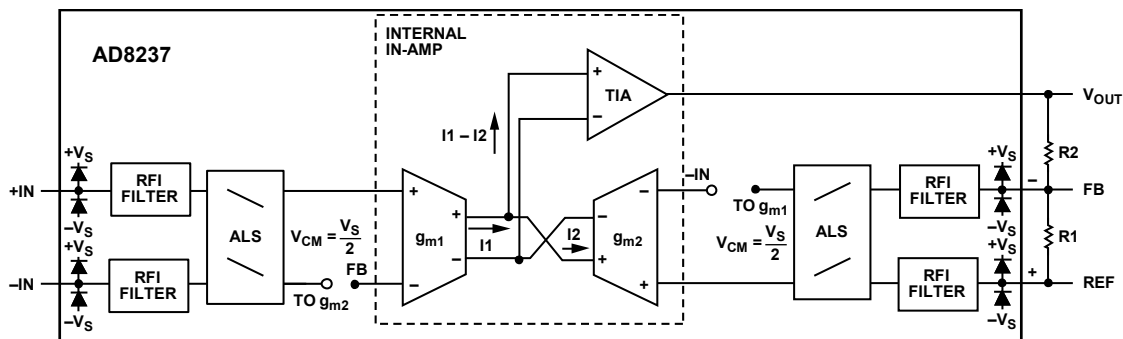 AD8237
INTERNAL
IN-AMP
+
TIA
−
I1 – I2
+VS
+IN
RFI
FILTER
−VS
+VS
−IN
RFI
FILTER
−VS
ALS
VCM = VS/2
TO gm2
FB
+
gm1
−
+
−
I1
I2
−
+
−
gm2
+
−IN
TO gm1
VCM = VS/2
ALS
RFI
FILTER
+VS
−
−VS
RFI
FILTER
+VS
+
−VS
VOUT
R2
FB
R1
REF